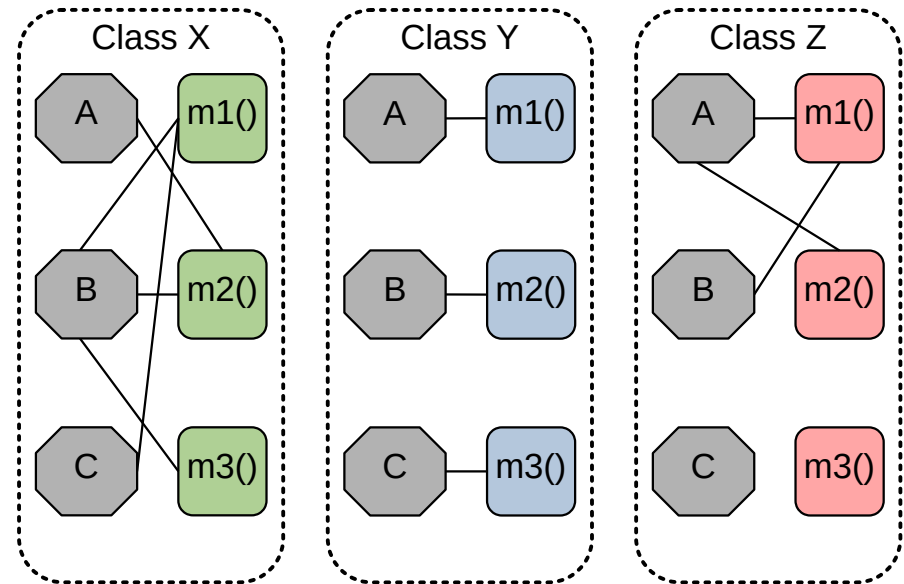 Class X
A
m1()
B
m2()
C
m3()
Class Y
A
m1()
B
m2()
C
m3()
Class Z
A
m1()
B
m2()
C
m3()